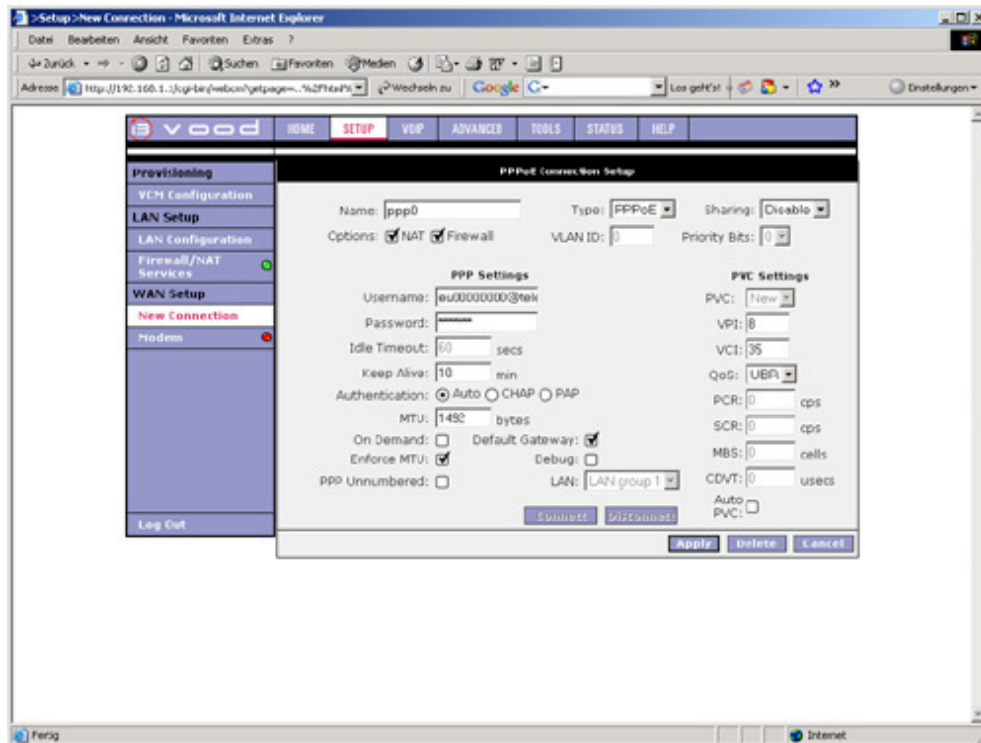 >Setup>New Connection - Microsoft Internet Explorer
Datei Bearbeiten Ansicht Favoriten Extras ?
Zurück Suchen Favoriten Medien
Adresse Wechseln zu Google Los geht's! Einstellungen
vood HOME SETUP VOIP ADVANCED TOOLS STATUS HELP
Provisioning
VCM Configuration
LAN Setup
LAN Configuration
Firewall/NAT
Services
WAN Setup
New Connection
Modem
Log Out
PPPoE Connection Setup
Name: ppp0 Type: PPPoE Sharing: Disable
Options: NAT Firewall VLAN ID: 0 Priority Bits: 0
PPP Settings
Username: eu00000000@tel
Password:
Idle Timeout: 60 secs
Keep Alive: 10 min
Authentication: Auto CHAP PAP
MTU: 1492 bytes
On Demand: Default Gateway:
Enforce MTU: Debug:
PPP Unnumbered: LAN: LAN group 1
Connect Disconnect
PVC Settings
PVC: New
VPI: 8
VCI: 35
QoS: UBR
PCR: 0 cps
SCR: 0 cps
MBS: 0 cells
CDVT: 0 usecs
Auto
PVC:
Apply Delete Cancel
Fertig Internet